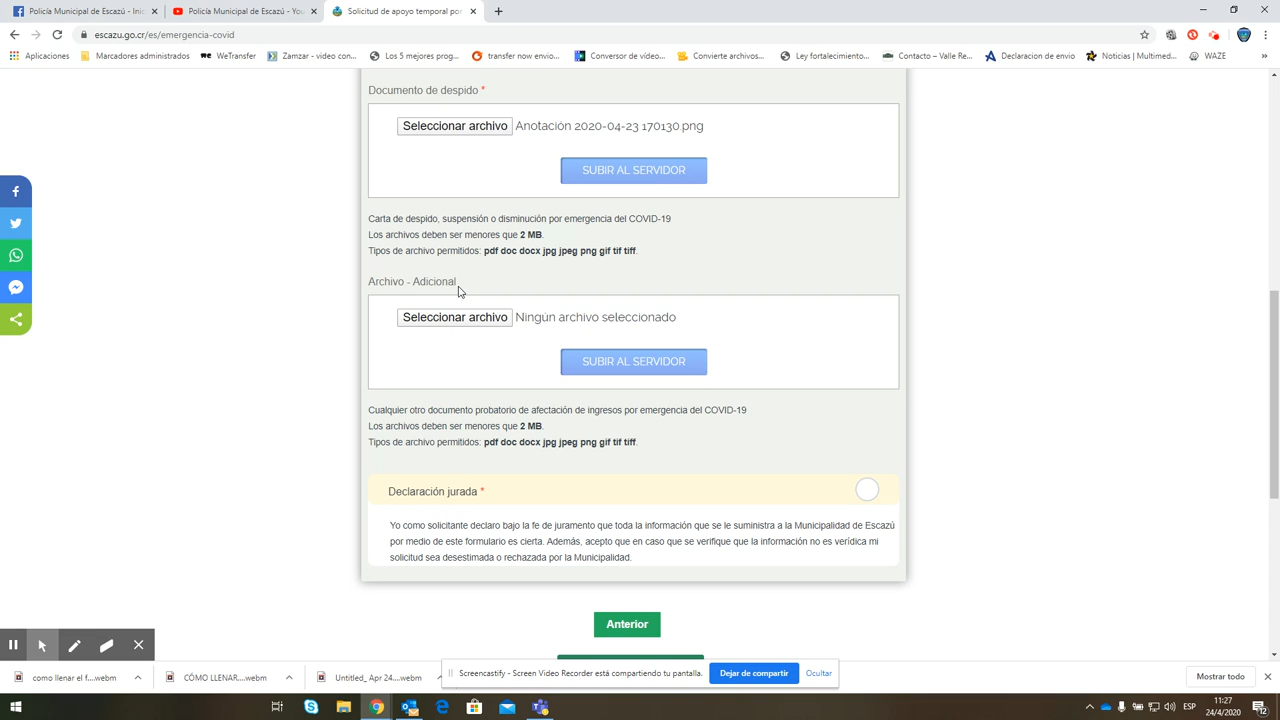 Policía Municipal de Escazú - Inic
Policía Municipal de Escazú - You
Solicitud de apoyo temporal por
escazu.go.cr/es/emergencia-covid
Aplicaciones
Marcadores administrados
WeTransfer
Zamzar - video con...
Los 5 mejores prog...
transfer now envio...
Conversor de vídeo...
Convierte archivos...
Ley fortalecimiento...
Contacto – Valle Re...
Declaracion de envio
Noticias | Multimed...
WAZE
»
Documento de despido *
Seleccionar archivo Anotación 2020-04-23 170130.png
SUBIR AL SERVIDOR
Carta de despido, suspensión o disminución por emergencia del COVID-19
Los archivos deben ser menores que 2 MB.
Tipos de archivo permitidos: pdf doc docx jpg jpeg png gif tif tiff.
Archivo - Adicional
Seleccionar archivo Ningún archivo seleccionado
SUBIR AL SERVIDOR
Cualquier otro documento probatorio de afectación de ingresos por emergencia del COVID-19
Los archivos deben ser menores que 2 MB.
Tipos de archivo permitidos: pdf doc docx jpg jpeg png gif tif tiff.
Declaración jurada *
Yo como solicitante declaro bajo la fe de juramento que toda la información que se le suministra a la Municipalidad de Escazú
por medio de este formulario es cierta. Además, acepto que en caso que se verifique que la información no es verídica mi
solicitud sea desestimada o rechazada por la Municipalidad.
Anterior
Screencastify - Screen Video Recorder está compartiendo tu pantalla.
Dejar de compartir
Ocultar
como llenar el f....webm
CÓMO LLENAR....webm
Untitled_ Apr 24....webm
Mostrar todo
ESP
11:27
24/4/2020
12